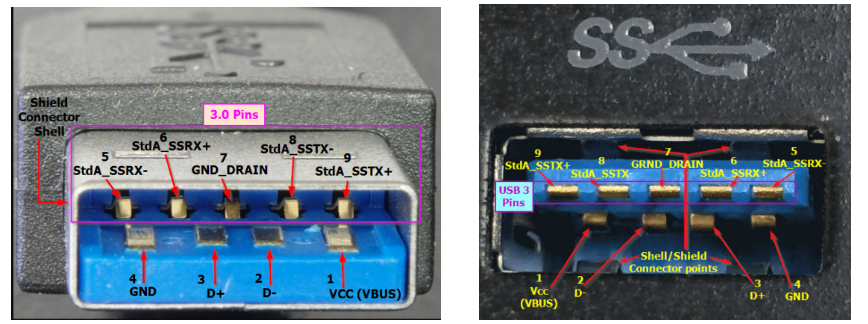 Shield
Connector
Shell
3.0 Pins
6
StdA_SSRX+
8
StdA_SSTX-
5
StdA_SSRX-
7
GND_DRAIN
9
StdA_SSTX+
4
GND
3
D+
2
D-
1
VCC (VBUS)
SS
9
StdA_SSTX+
8
StdA_SSTX
7
GRND_DRAIN
6
StdA_SSRX+
5
StdA_SSRX-
USB 3
Pins
Shell/Shield
Connector points
1
Vcc
(VBUS)
2
D-
3
D+
4
GND